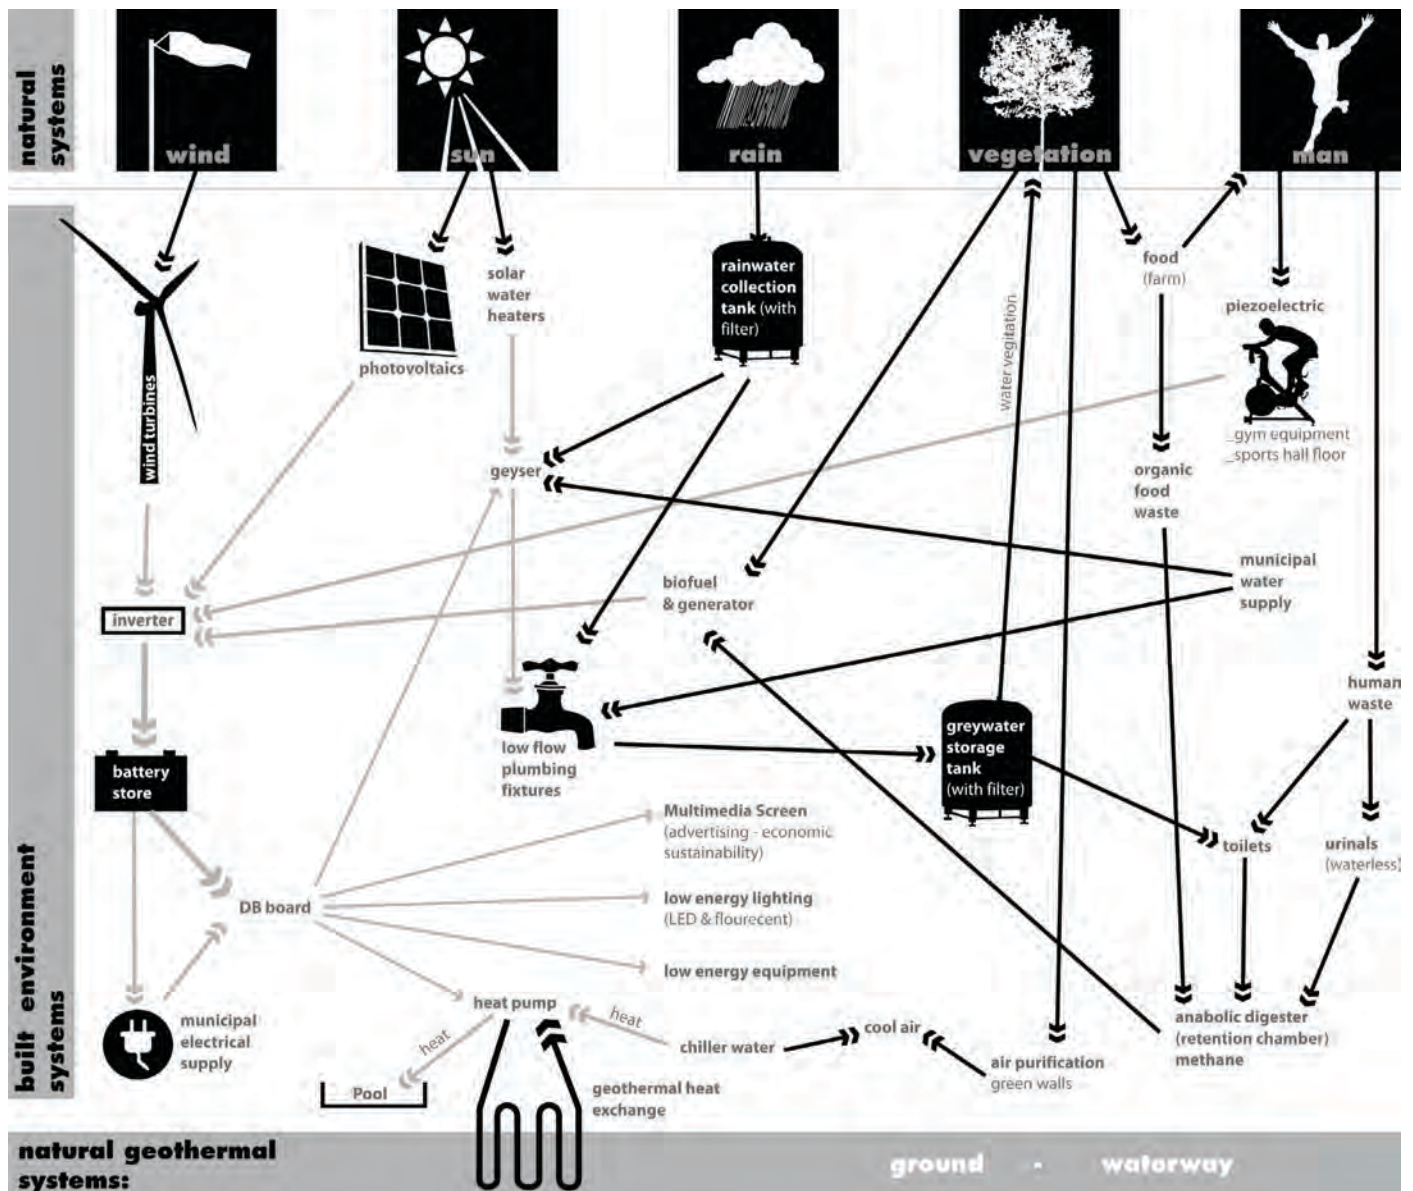 natural
systems
wind
sun
rain
vegetation
man
built environment
systems
wind turbines
photovoltaics
solar
water
heaters
rainwater
collection
tank (with
filter)
water vegitation
food
(farm)
piezoelectric
_gym equipment
_sports hall floor
geyser
organic
food
waste
inverter
biofuel
& generator
municipal
water
supply
human
waste
battery
store
low flow
plumbing
fixtures
greywater
storage
tank
(with filter)
Multimedia Screen
(advertising - economic
sustainability)
toilets
urinals
(waterless)
DB board
low energy lighting
(LED & flourecent)
low energy equipment
municipal
electrical
supply
heat pump
heat
heat
chiller water
cool air
air purification
green walls
anabolic digester
(retention chamber)
methane
Pool
geothermal heat
exchange
natural geothermal
systems:
ground - waterway